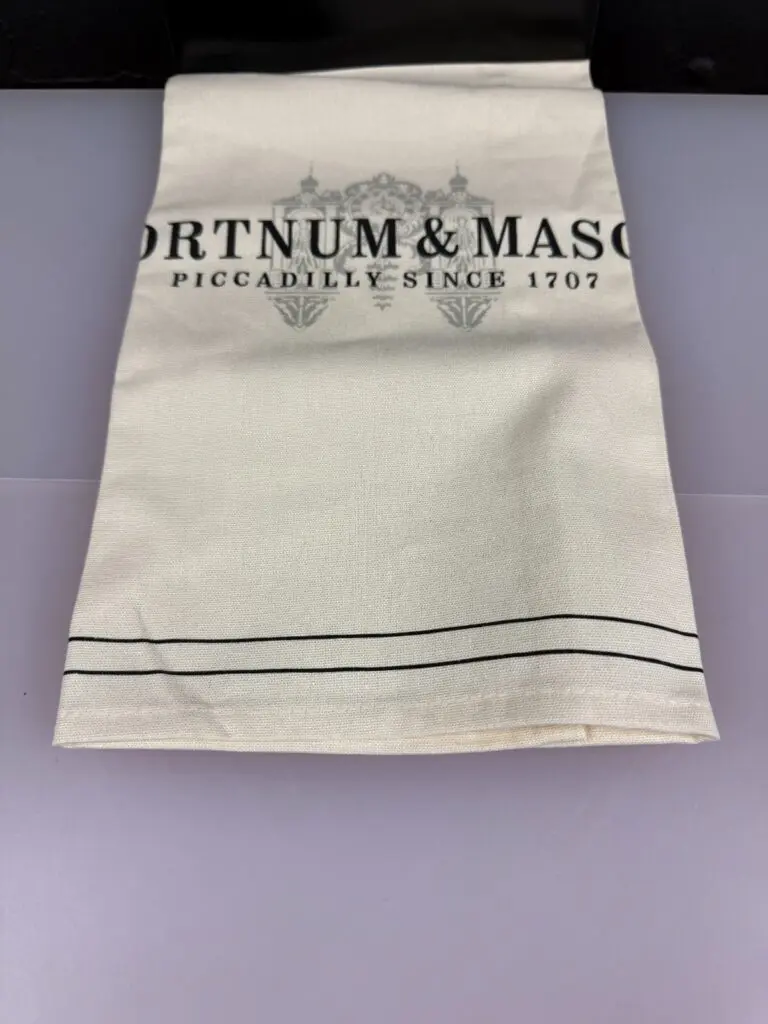 ORTNUM & MASO
PICCADILLY SINCE 1707